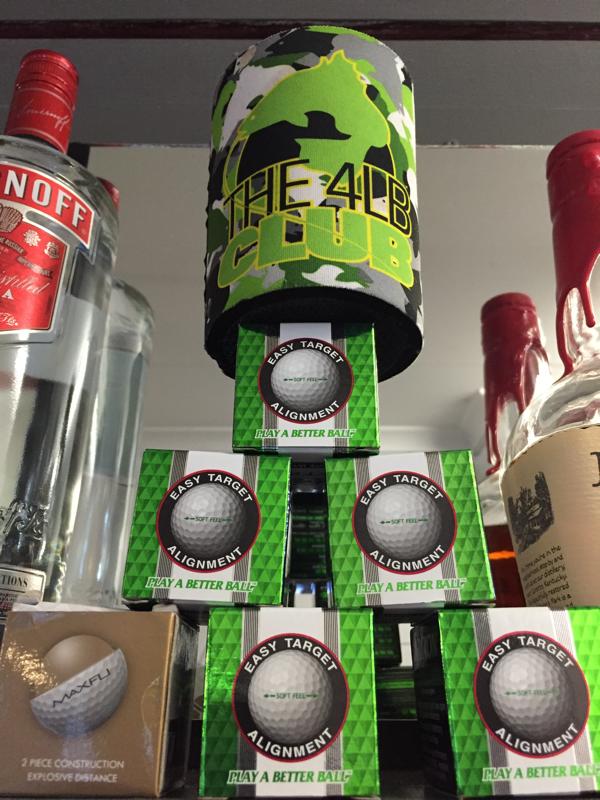 THE 4LB
CLUB
NOFF
Distilled
EASY TARGET
SOFT FEEL
ALIGNMENT
PLAY A BETTER BALL
EASY TARGET
SOFT FEEL
ALIGNMENT
PLAY A BETTER BALL
EASY TARGET
SOFT FEEL
ALIGNMENT
PLAY A BETTER BALL
MAXFLI
2 PIECE CONSTRUCTION
EXPLOSIVE DISTANCE
EASY TARGET
SOFT FEEL
ALIGNMENT
PLAY A BETTER BALL
EASY TARGET
SOFT FEEL
ALIGNMENT
PLAY A BETTER BALL